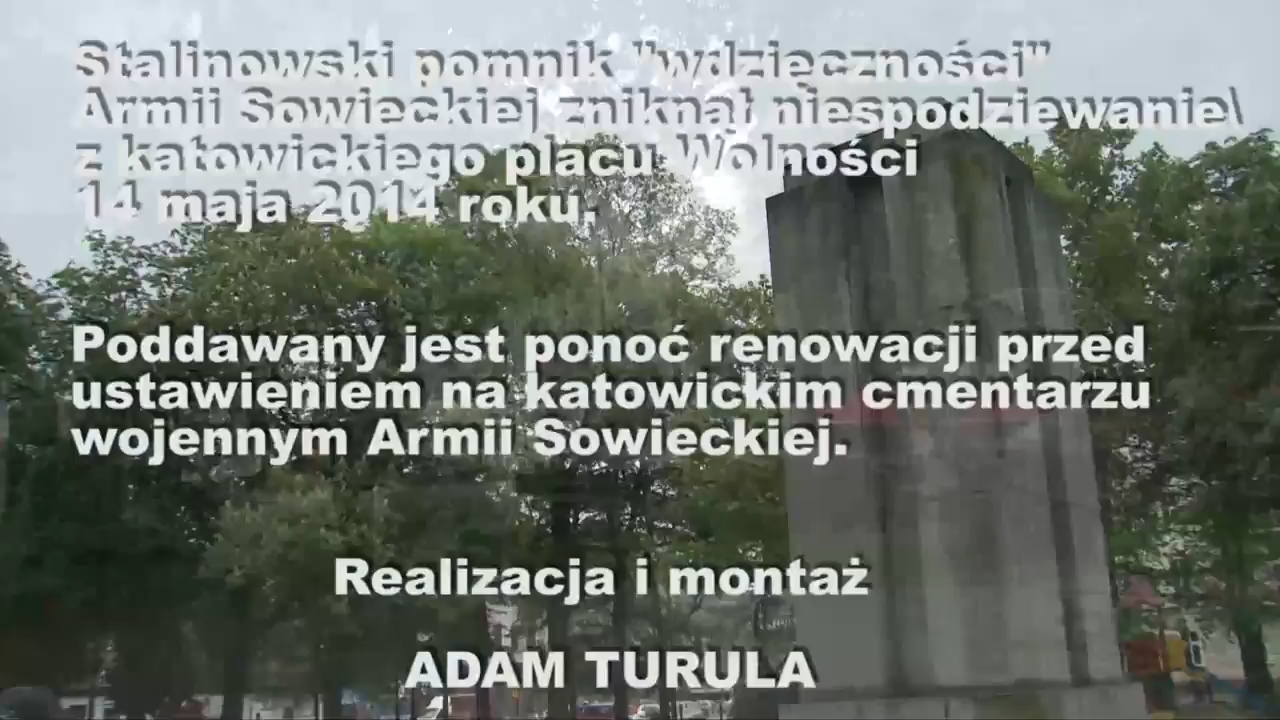 Stalinowski pomnik "wdzięczności"
Armii Sowieckiej zniknął niespodziewanie\
z katowickiego placu Wolności
14 maja 2014 roku.
Poddawany jest ponoć renowacji przed
ustawieniem na katowickim cmentarzu
wojennym Armii Sowieckiej.
Realizacja i montaż
ADAM TURULA